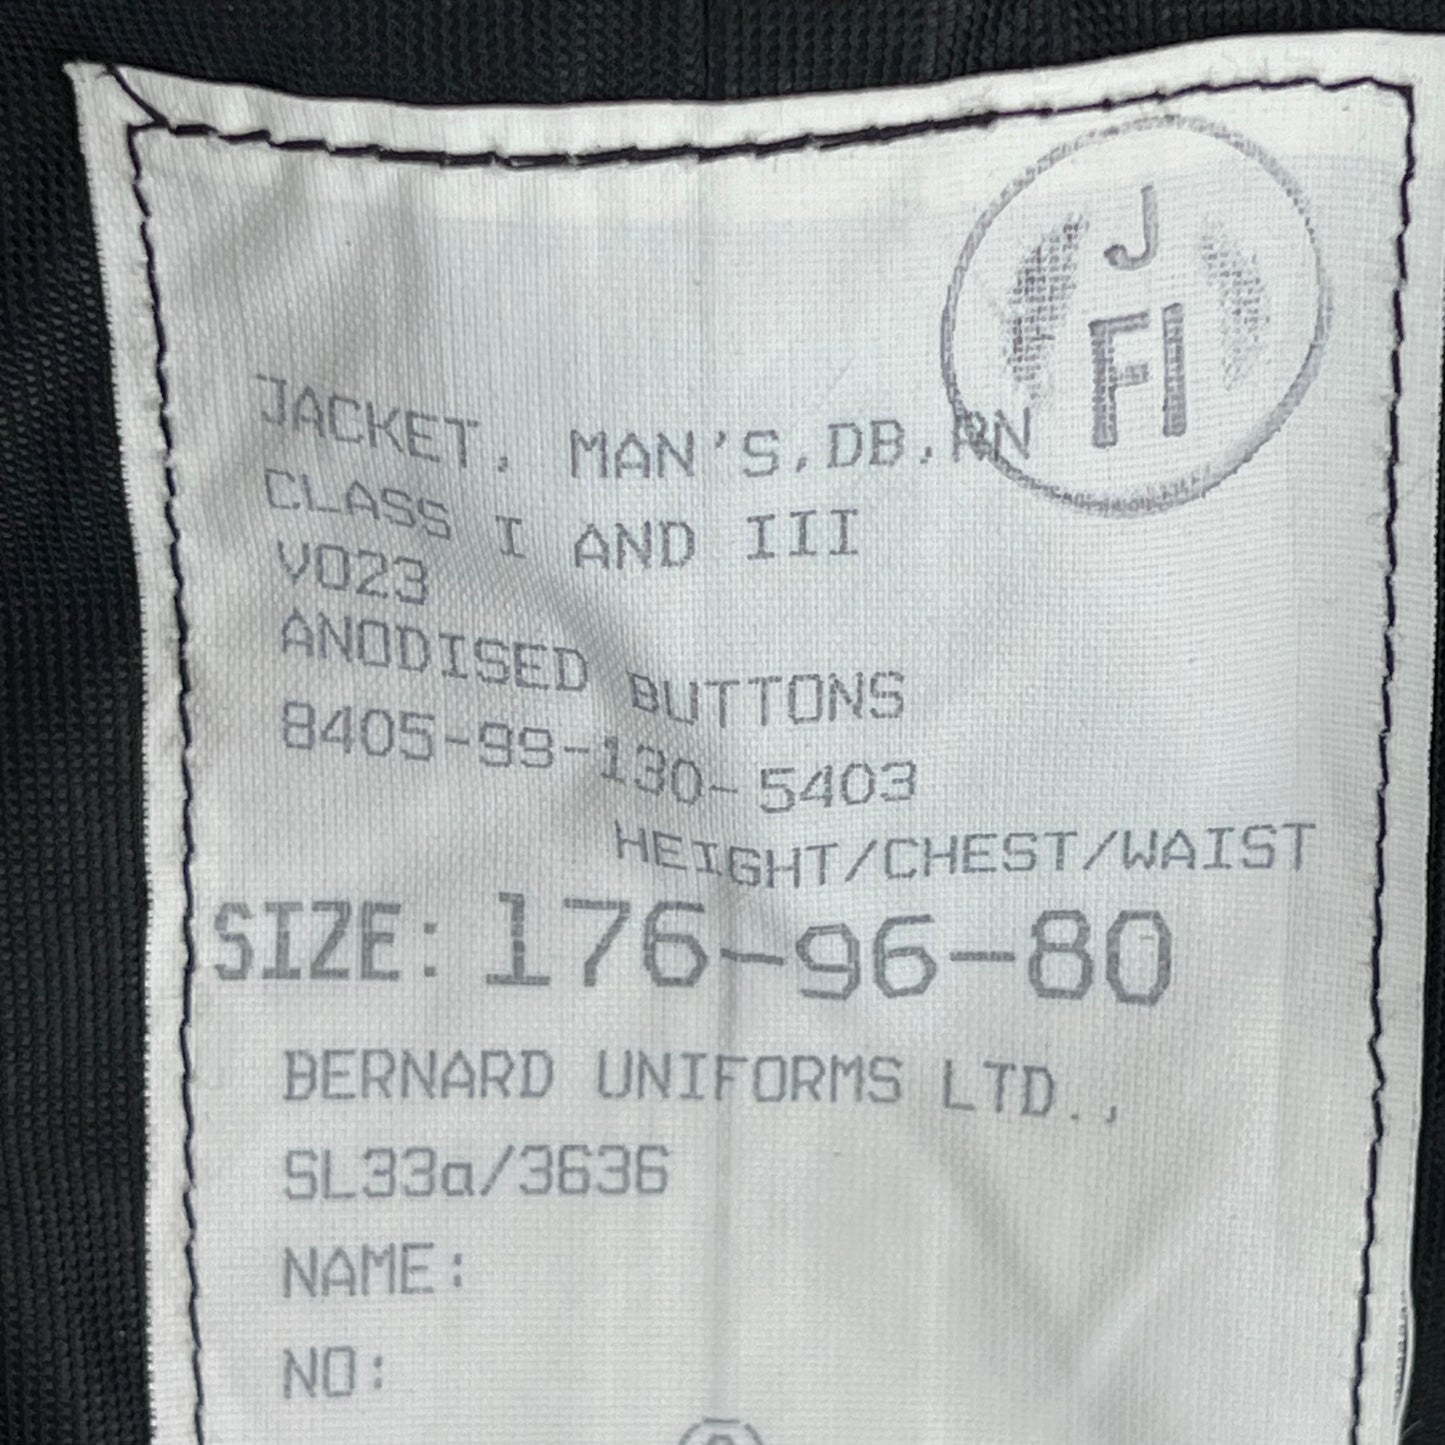 J
FI
JACKET, MAN'S,DB,RN
CLASS I AND III
V023
ANODISED BUTTONS
8405-99-130-5403
HEIGHT/CHEST/WAIST
SIZE: 176-96-80
BERNARD UNIFORMS LTD.,
SL33a/3636
NAME:
NO: